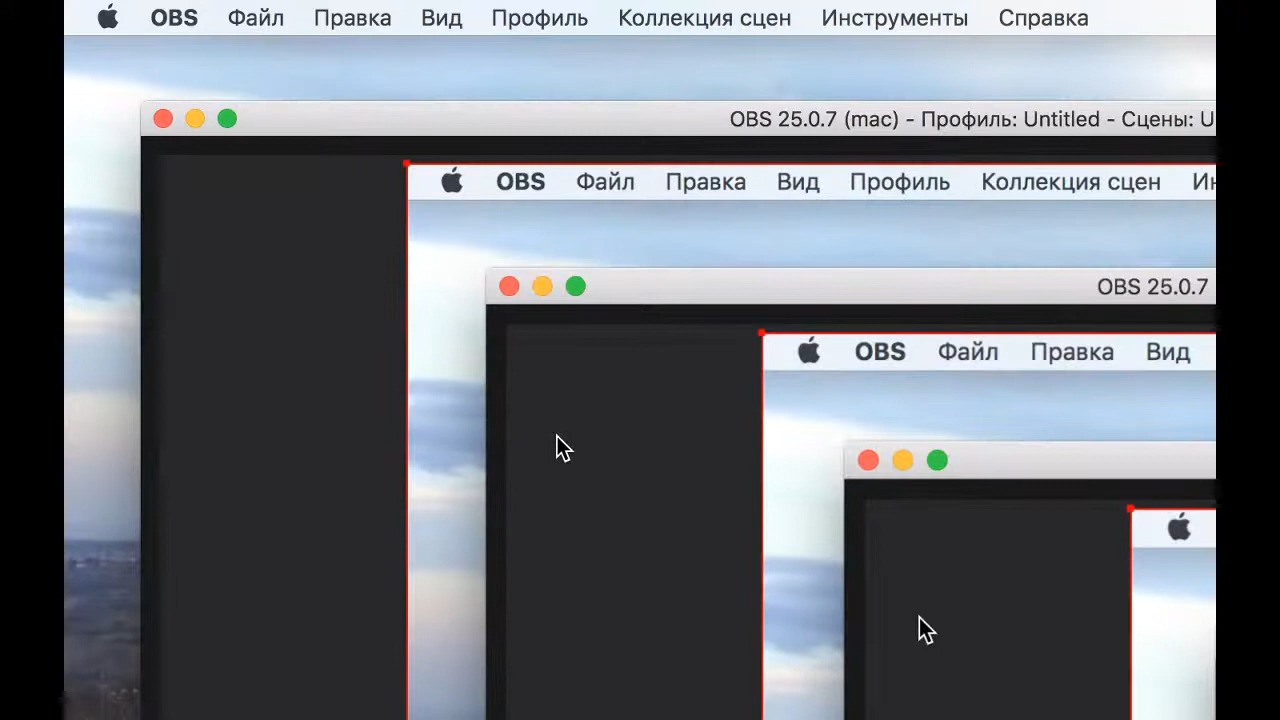 OBS Файл Правка Вид Профиль Коллекция сцен Инструменты Справка
OBS 25.0.7 (mac) - Профиль: Untitled - Сцены: U
OBS Файл Правка Вид Профиль Коллекция сцен
OBS 25.0.7
OBS Файл Правка Вид